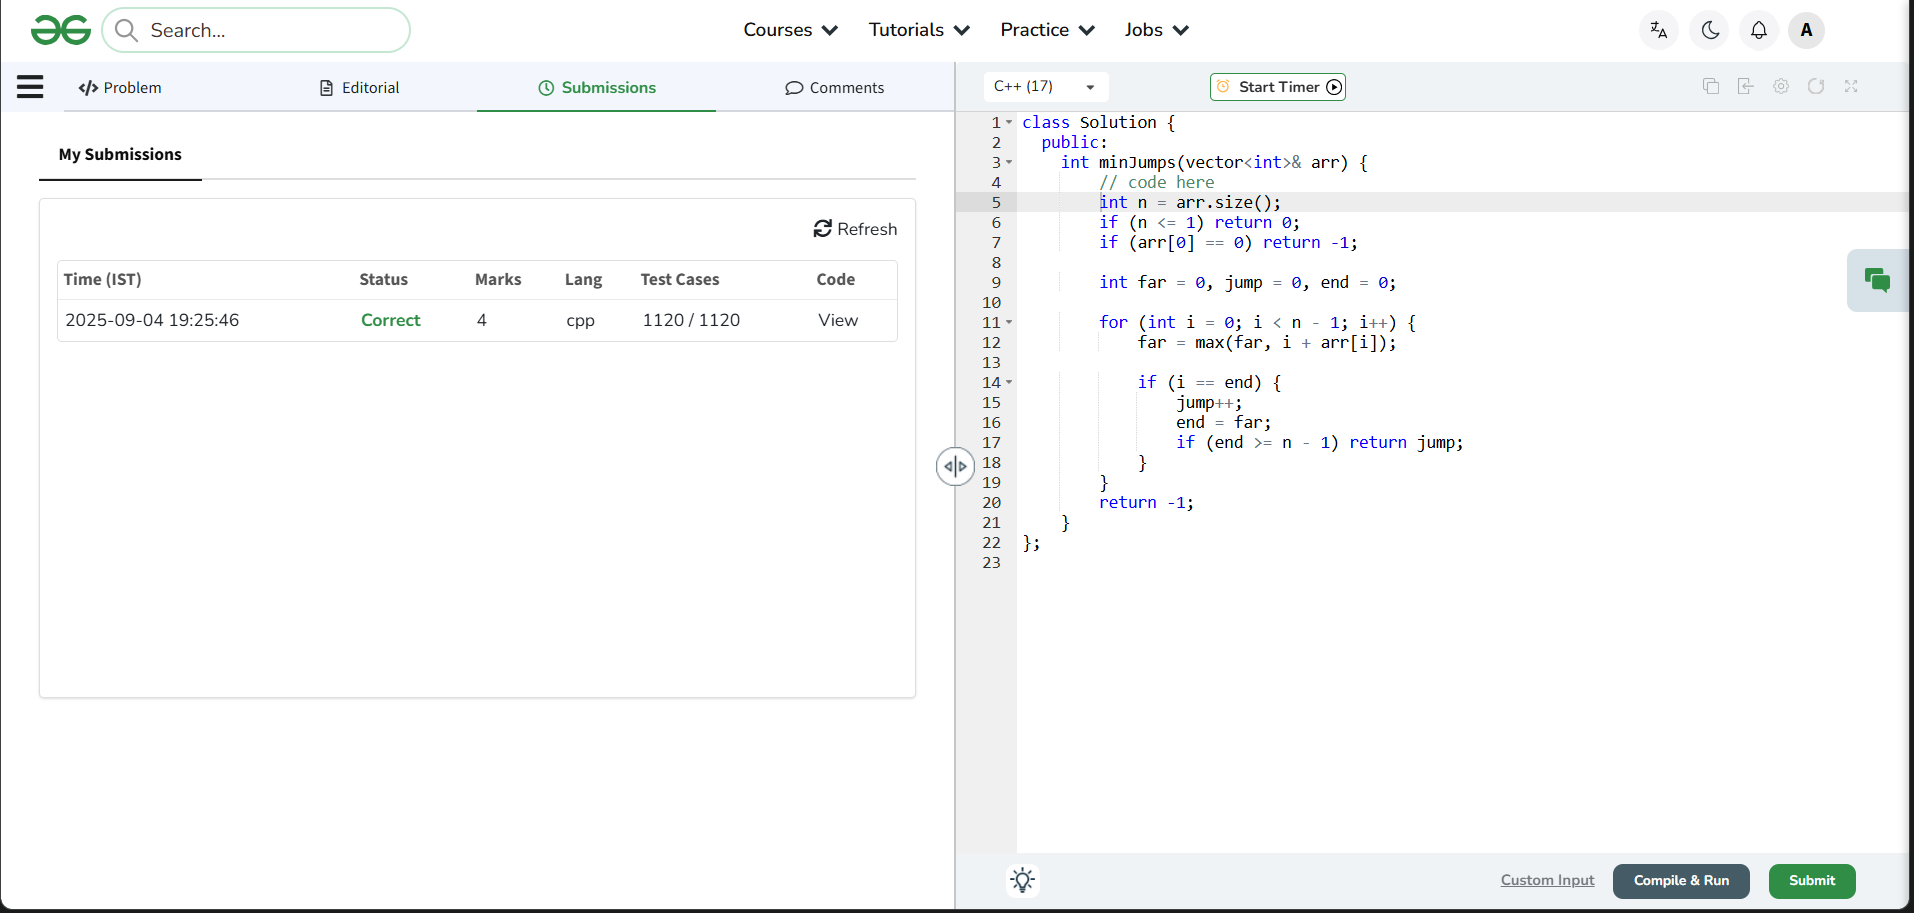 Search...
Courses Tutorials Practice Jobs
A
Problem Editorial Submissions Comments
My Submissions
Refresh
Time (IST) Status Marks Lang Test Cases Code
2025-09-04 19:25:46 Correct 4 cpp 1120 / 1120 View
C++ (17) Start Timer
1 class Solution {
2 public:
3 int minJumps(vector<int>& arr) {
4 // code here
5 int n = arr.size();
6 if (n <= 1) return 0;
7 if (arr[0] == 0) return -1;
8
9 int far = 0, jump = 0, end = 0;
10
11 for (int i = 0; i < n - 1; i++) {
12 far = max(far, i + arr[i]);
13
14 if (i == end) {
15 jump++;
16 end = far;
17 if (end >= n - 1) return jump;
18 }
19 }
20 return -1;
21 }
22 };
23
Custom Input Compile & Run Submit